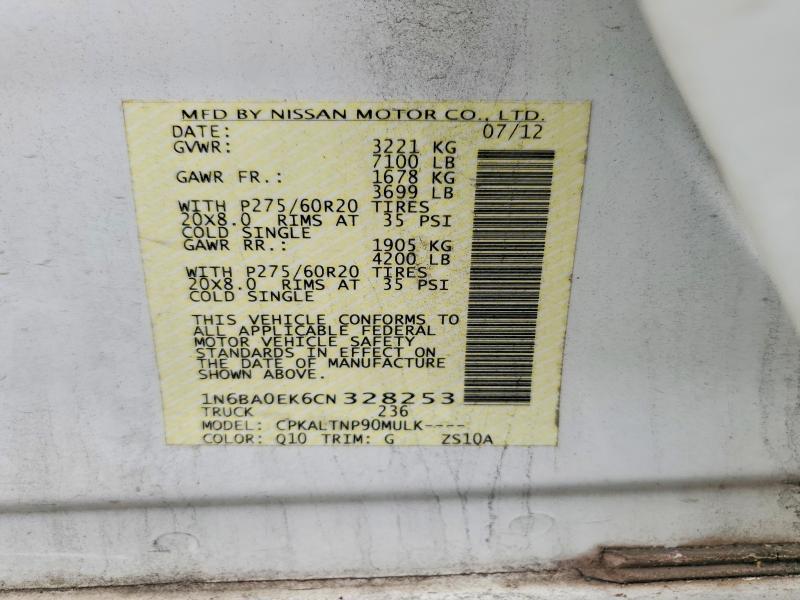 MFD BY NISSAN MOTOR CO., LTD.
DATE: 07/12
GVWR: 3221 KG
7100 LB
GAWR FR.: 1678 KG
3699 LB
WITH P275/60R20 TIRES
20X8.0 RIMS AT 35 PSI
COLD SINGLE
GAWR RR.: 1905 KG
4200 LB
WITH P275/60R20 TIRES
20X8.0 RIMS AT 35 PSI
COLD SINGLE
THIS VEHICLE CONFORMS TO
ALL APPLICABLE FEDERAL
MOTOR VEHICLE SAFETY
STANDARDS IN EFFECT ON
THE DATE OF MANUFACTURE
SHOWN ABOVE.
1N6BA0EK6CN 328253
TRUCK 236
MODEL: CPKALTNP90MULK----
COLOR: Q10 TRIM: G ZS10A